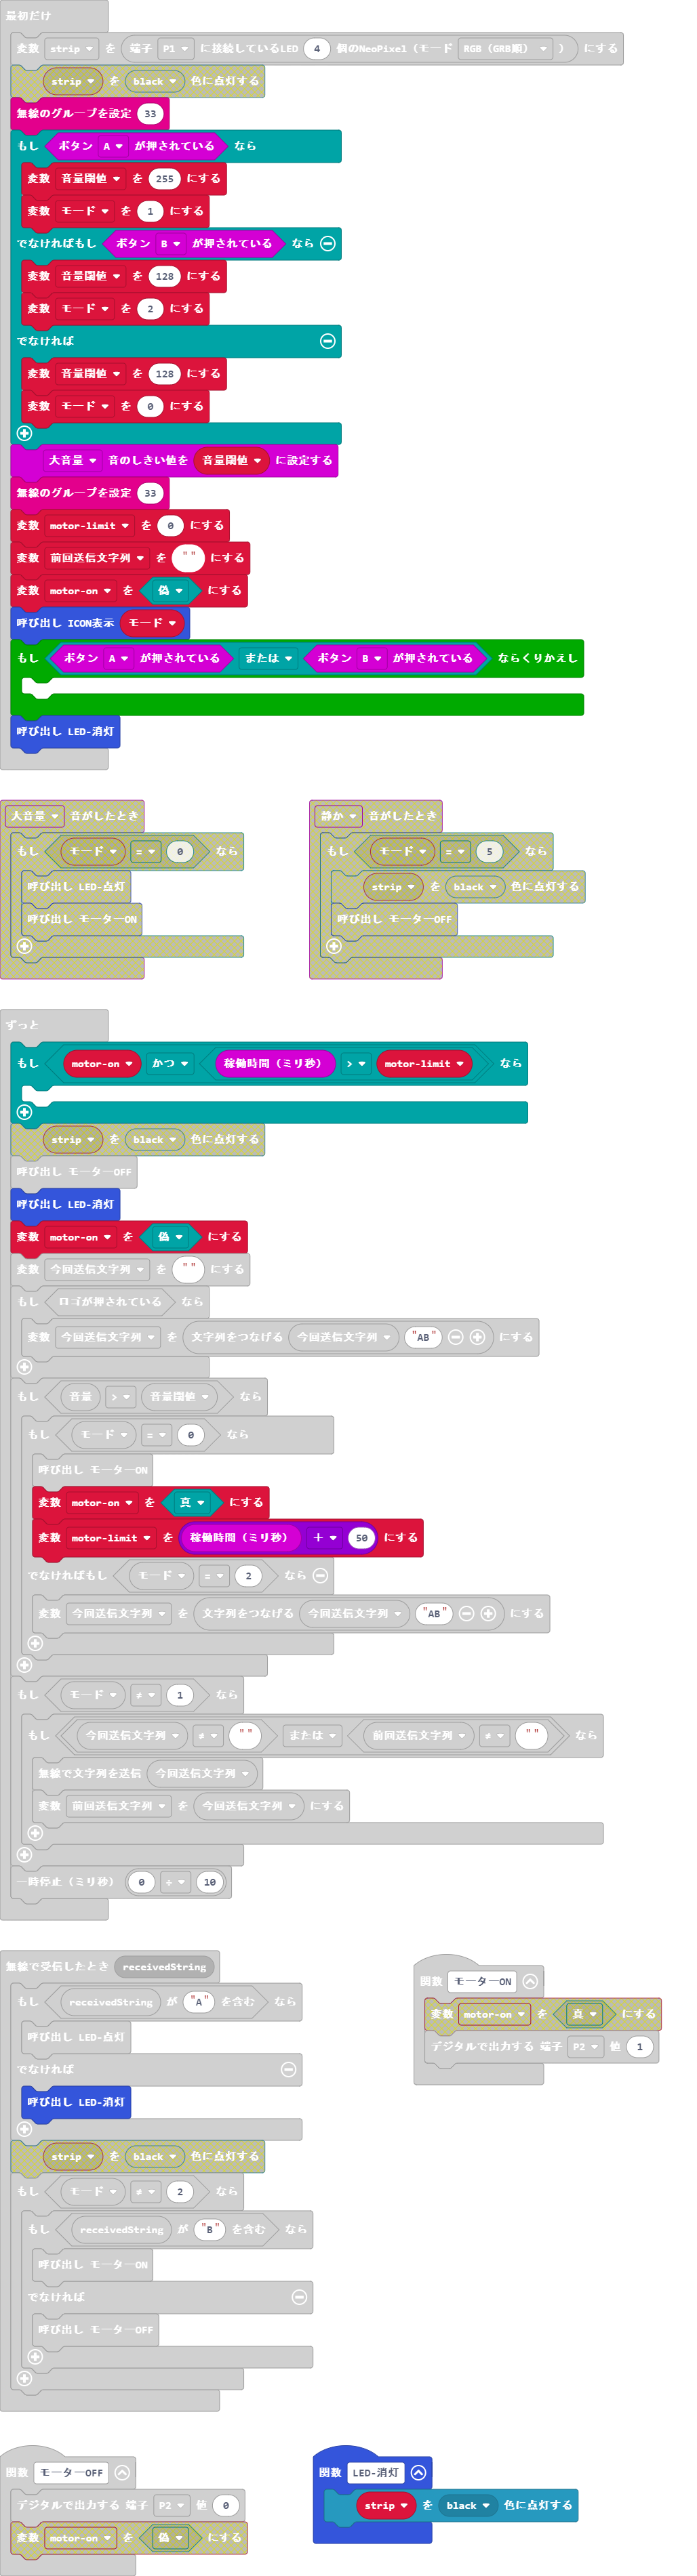 最初だけ
変数 strip を 端子 P1 に接続しているLED 4 個のNeoPixel（モード RGB（GRB順） ） にする
strip を black 色に点灯する
無線のグループを設定 33
もし ボタン A が押されている なら
変数 音量閾値 を 255 にする
変数 モード を 1 にする
でなければもし ボタン B が押されている なら
変数 音量閾値 を 128 にする
変数 モード を 2 にする
でなければ
変数 音量閾値 を 128 にする
変数 モード を 0 にする
大音量 音のしきい値を 音量閾値 に設定する
無線のグループを設定 33
変数 motor-limit を 0 にする
変数 前回送信文字列 を "" にする
変数 motor-on を 偽 にする
呼び出し ICON表示 モード
もし ボタン A が押されている または ボタン B が押されている ならくりかえし
呼び出し LED-消灯
大音量 音がしたとき
もし モード = 0 なら
呼び出し LED-点灯
呼び出し モーターON
静か 音がしたとき
もし モード = 5 なら
strip を black 色に点灯する
呼び出し モーターOFF
ずっと
もし motor-on かつ 稼働時間（ミリ秒） > motor-limit なら
strip を black 色に点灯する
呼び出し モーターOFF
呼び出し LED-消灯
変数 motor-on を 偽 にする
変数 今回送信文字列 を "" にする
もし ロゴが押されている なら
変数 今回送信文字列 を 文字列をつなげる 今回送信文字列 "AB" にする
もし 音量 > 音量閾値 なら
もし モード = 0 なら
呼び出し モーターON
変数 motor-on を 真 にする
変数 motor-limit を 稼働時間（ミリ秒） + 50 にする
でなければもし モード = 2 なら
変数 今回送信文字列 を 文字列をつなげる 今回送信文字列 "AB" にする
もし モード ≠ 1 なら
もし 今回送信文字列 ≠ "" または 前回送信文字列 ≠ "" なら
無線で文字列を送信 今回送信文字列
変数 前回送信文字列 を 今回送信文字列 にする
一時停止（ミリ秒） 0 ÷ 10
無線で受信したとき receivedString
もし receivedString が "A" を含む なら
呼び出し LED-点灯
でなければ
呼び出し LED-消灯
strip を black 色に点灯する
もし モード ≠ 2 なら
もし receivedString が "B" を含む なら
呼び出し モーターON
でなければ
呼び出し モーターOFF
関数 モーターON
変数 motor-on を 真 にする
デジタルで出力する 端子 P2 値 1
関数 モーターOFF
デジタルで出力する 端子 P2 値 0
変数 motor-on を 偽 にする
関数 LED-消灯
strip を black 色に点灯する